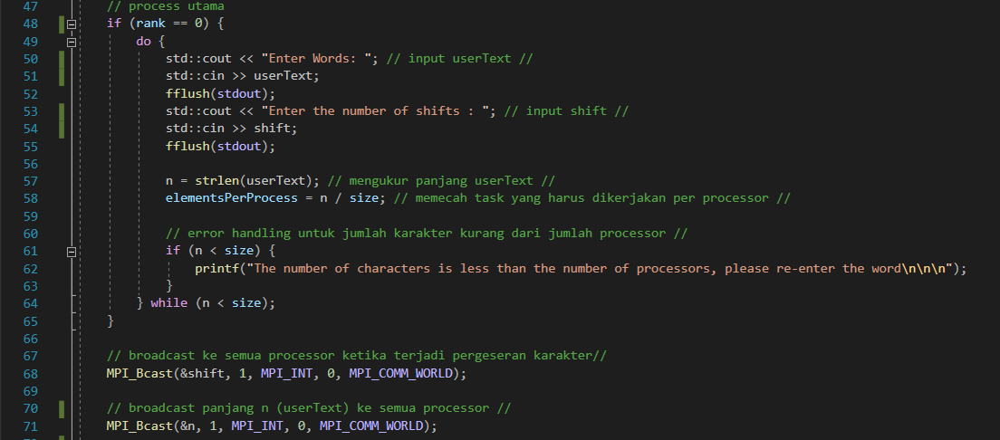 47 // process utama
48 if (rank == 0) {
49 do {
50 std::cout << "Enter Words: "; // input userText //
51 std::cin >> userText;
52 fflush(stdout);
53 std::cout << "Enter the number of shifts : "; // input shift //
54 std::cin >> shift;
55 fflush(stdout);
56
57 n = strlen(userText); // mengukur panjang userText //
58 elementsPerProcess = n / size; // memecah task yang harus dikerjakan per processor //
59
60 // error handling untuk jumlah karakter kurang dari jumlah processor //
61 if (n < size) {
62 printf("The number of characters is less than the number of processors, please re-enter the word\n\n\n");
63 }
64 } while (n < size);
65 }
66
67 // broadcast ke semua processor ketika terjadi pergeseran karakter//
68 MPI_Bcast(&shift, 1, MPI_INT, 0, MPI_COMM_WORLD);
69
70 // broadcast panjang n (userText) ke semua processor //
71 MPI_Bcast(&n, 1, MPI_INT, 0, MPI_COMM_WORLD);